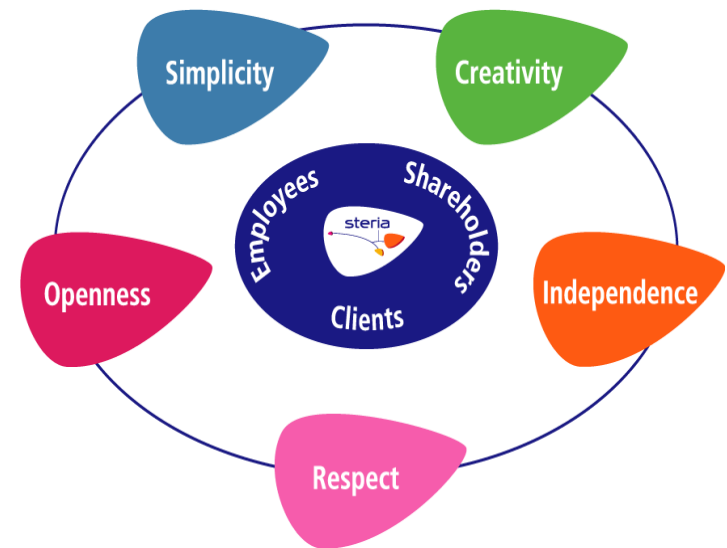 Simplicity
Creativity
Employees
Shareholders
steria
Openness
Independence
Clients
Respect